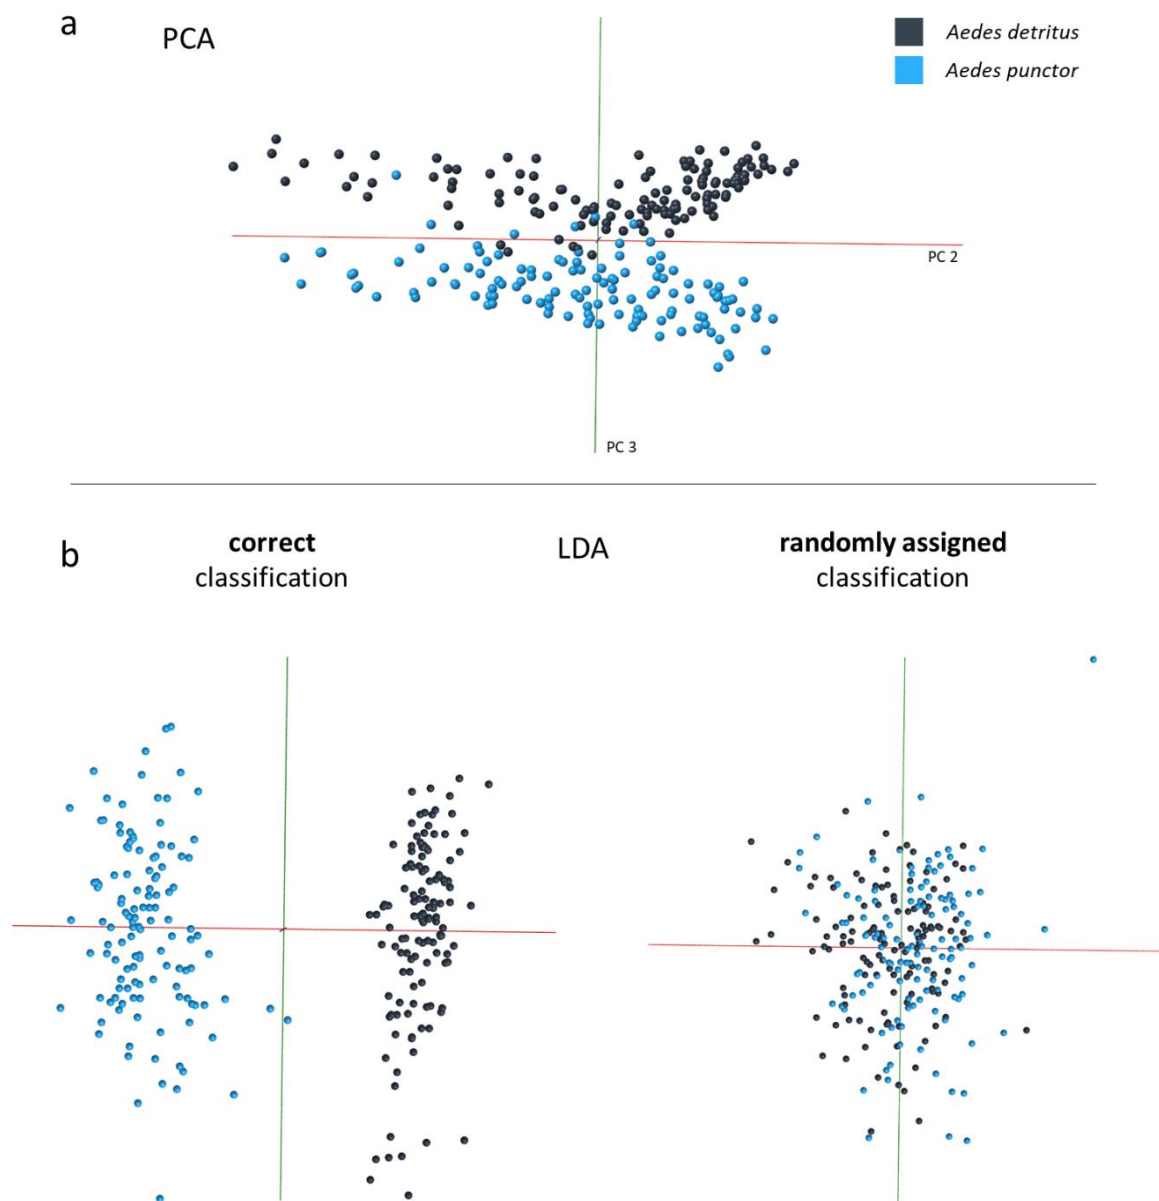 a
PCA
Aedes detritus
Aedes punctor
PC 2
PC 3
b
correct
classification
LDA
randomly assigned
classification